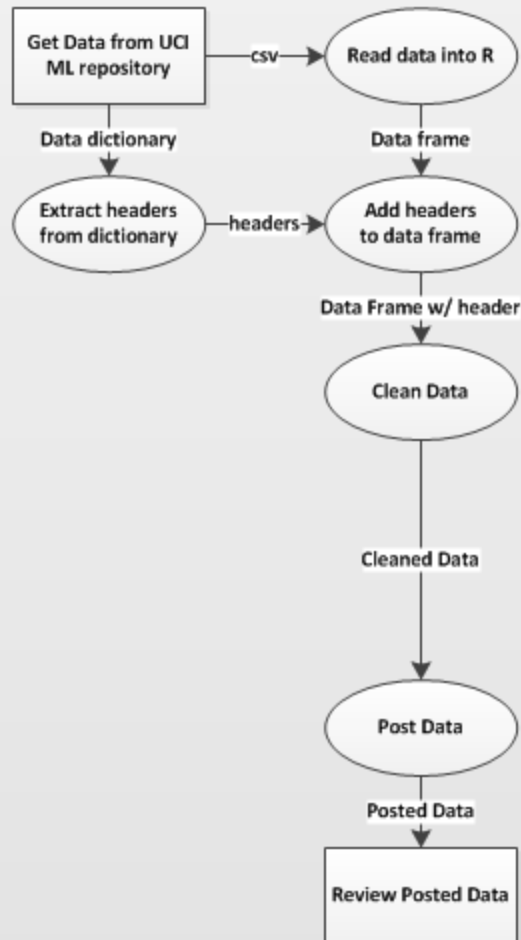 Get Data from UCI
ML repository
csv
Read data into R
Data dictionary
Data frame
Extract headers
from dictionary
headers
Add headers
to data frame
Data Frame w/ header
Clean Data
Cleaned Data
Post Data
Posted Data
Review Posted Data